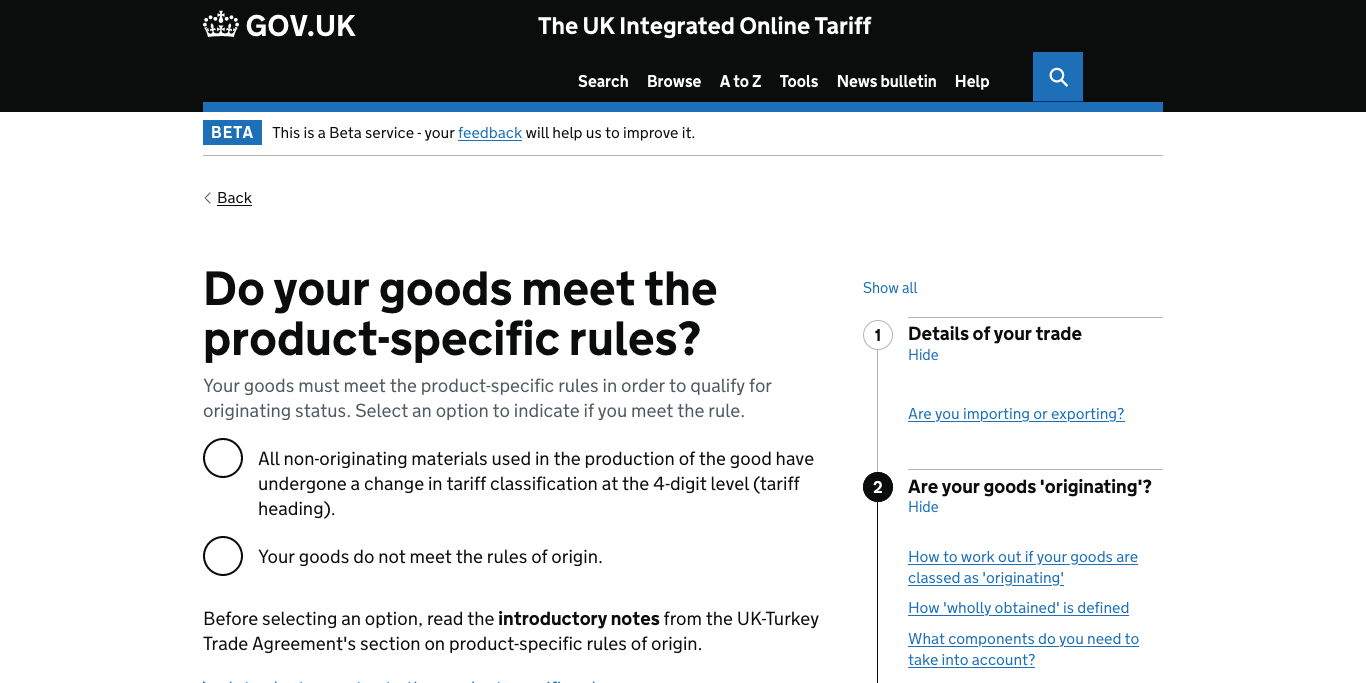 GOV.UK
The UK Integrated Online Tariff
Search Browse A to Z Tools News bulletin Help
BETA This is a Beta service - your feedback will help us to improve it.
Back
Do your goods meet the
product-specific rules?
Your goods must meet the product-specific rules in order to qualify for
originating status. Select an option to indicate if you meet the rule.
All non-originating materials used in the production of the good have
undergone a change in tariff classification at the 4-digit level (tariff
heading).
Your goods do not meet the rules of origin.
Before selecting an option, read the introductory notes from the UK-Turkey
Trade Agreement's section on product-specific rules of origin.
Show all
1 Details of your trade
Hide
Are you importing or exporting?
2 Are your goods 'originating'?
Hide
How to work out if your goods are
classed as 'originating'
How 'wholly obtained' is defined
What components do you need to
take into account?